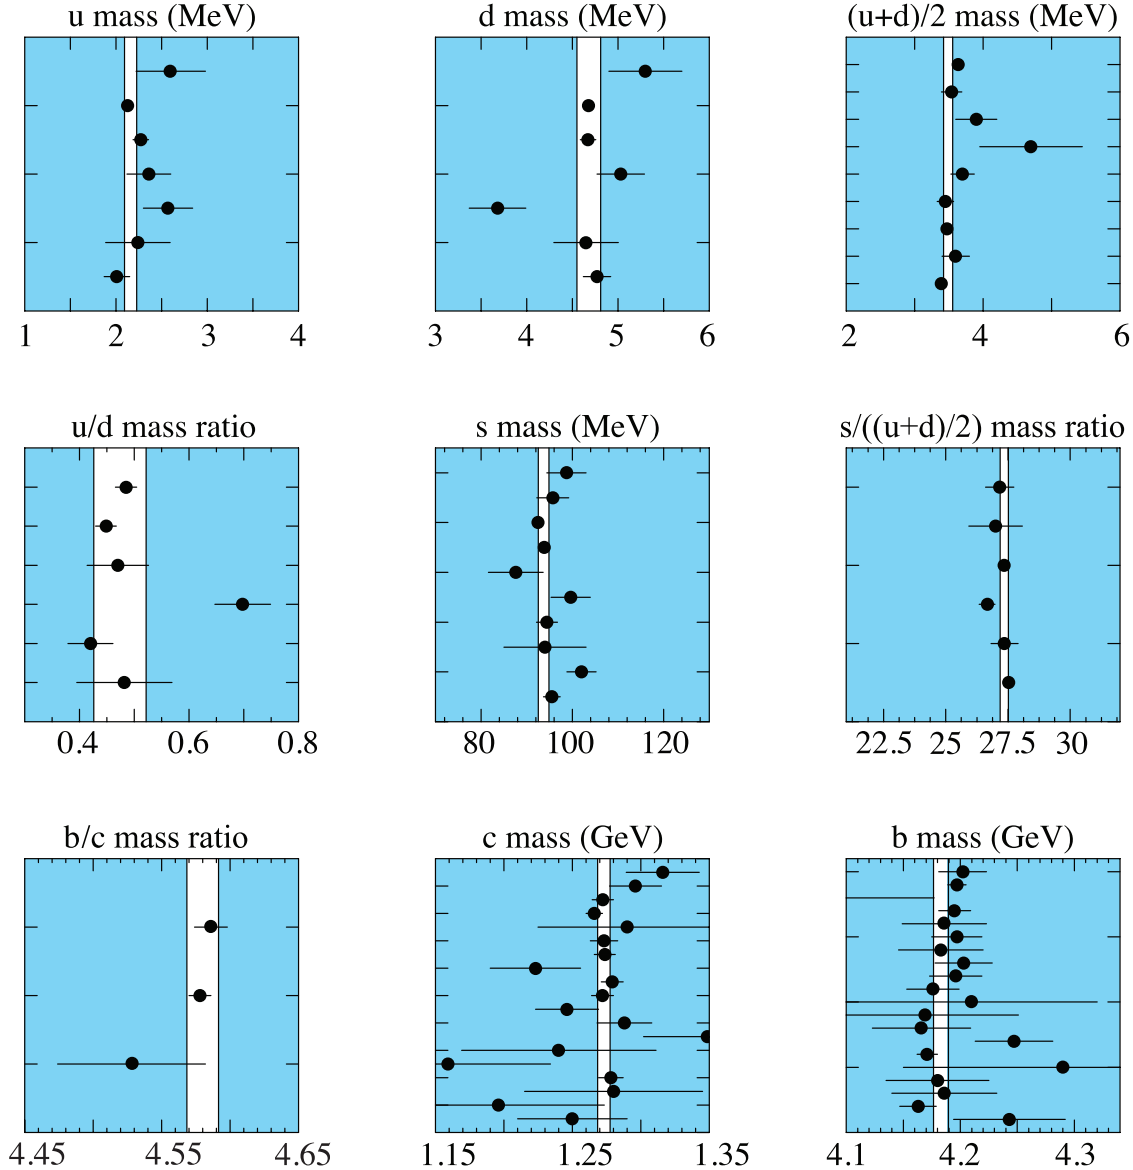 u mass (MeV) d mass (MeV) (u+d)/2 mass (MeV)
1 2 3 4 3 4 5 6 2 4 6
u/d mass ratio s mass (MeV) s/((u+d)/2) mass ratio
0.4 0.6 0.8 80 100 120 22.5 25 27.5 30
b/c mass ratio c mass (GeV) b mass (GeV)
4.45 4.55 4.65 1.15 1.25 1.35 4.1 4.2 4.3